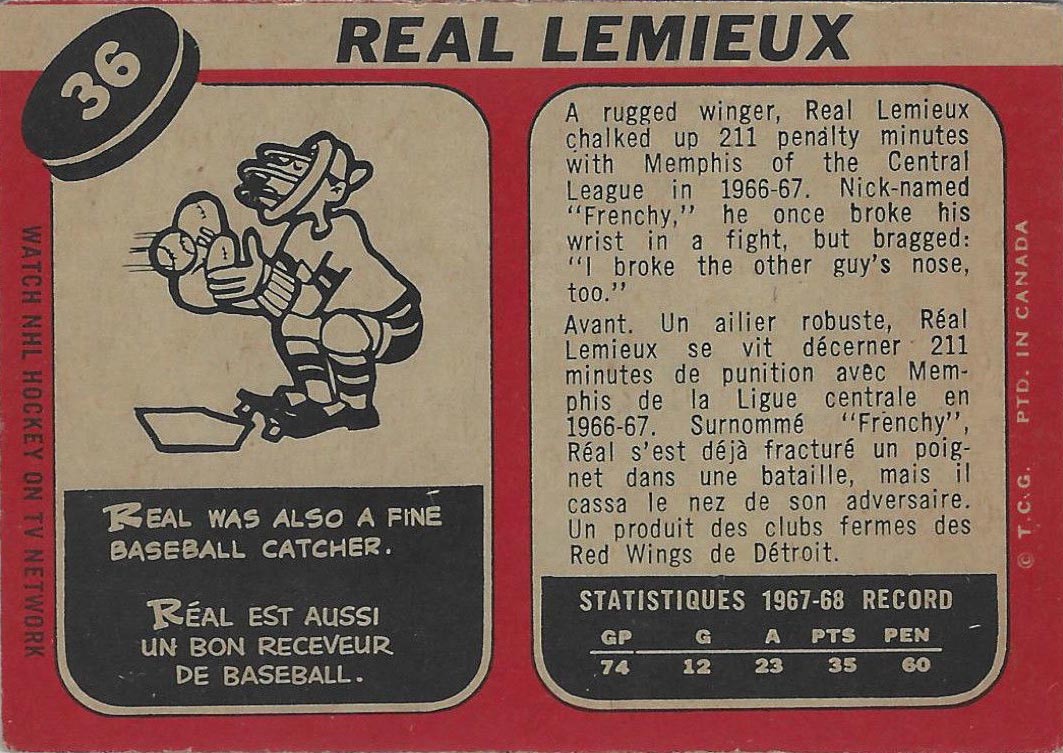 36
REAL LEMIEUX
WATCH NHL HOCKEY ON TV NETWORK
REAL WAS ALSO A FINE
BASEBALL CATCHER.
RÉAL EST AUSSI
UN BON RECEVEUR
DE BASEBALL.
A rugged winger, Real Lemieux
chalked up 211 penalty minutes
with Memphis of the Central
League in 1966-67. Nick-named
"Frenchy," he once broke his
wrist in a fight, but bragged:
"I broke the other guy's nose,
too."
Avant. Un ailier robuste, Réal
Lemieux se vit décerner 211
minutes de punition avec Mem-
phis de la Ligue centrale en
1966-67. Surnommé "Frenchy",
Réal s'est déjà fracturé un poig-
net dans une bataille, mais il
cassa le nez de son adversaire.
Un produit des clubs fermes des
Red Wings de Détroit.
STATISTIQUES 1967-68 RECORD
GP G A PTS PEN
74 12 23 35 60
© T.C.G. PTD. IN CANADA